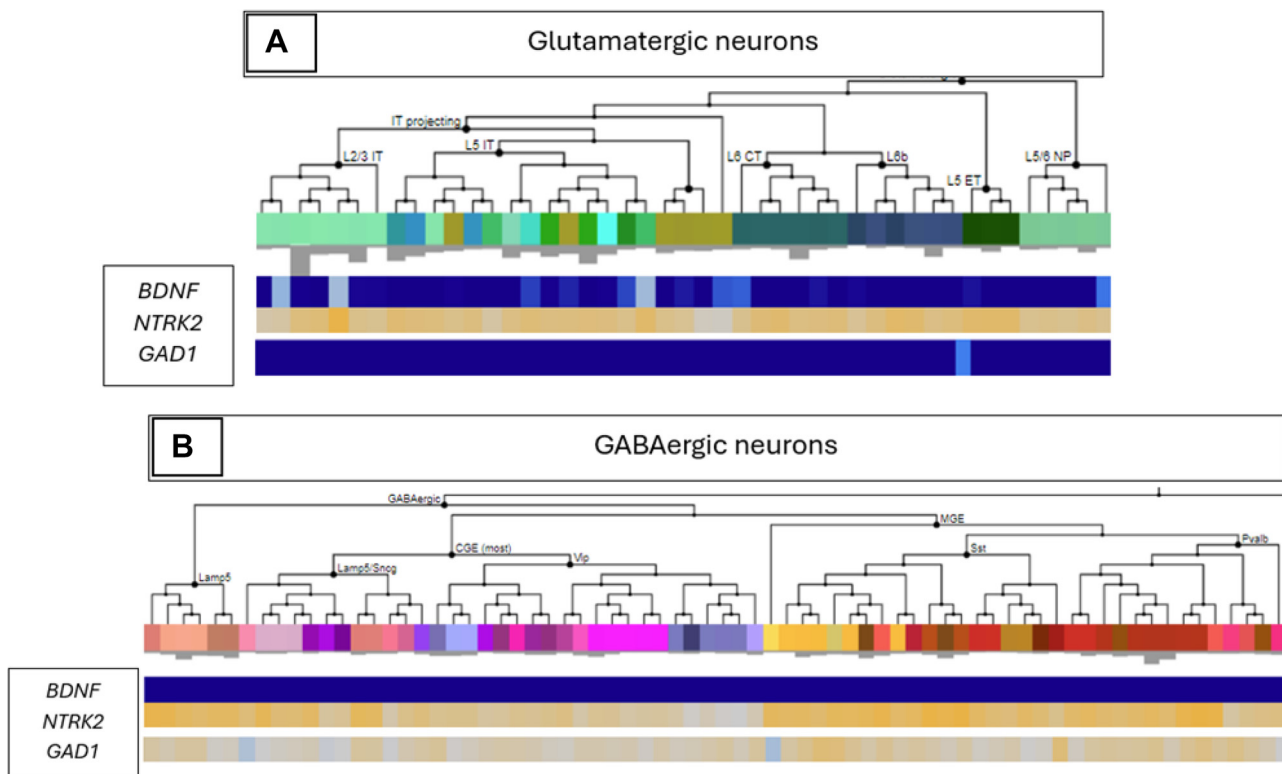 A
Glutamatergic neurons
IT projecting
L2/3 IT
L5 IT
L6 CT
L6b
L5 ET
L5/6 NP
BDNF
NTRK2
GAD1
B
GABAergic neurons
GABAergic
MGE
CGE (most)
Vip
Sst
Pvalb
Lamp5
Lamp5/Sncg
BDNF
NTRK2
GAD1